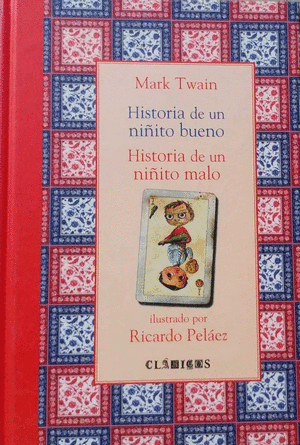 Mark Twain
Historia de un
niñito bueno
Historia de un
niñito malo
ilustrado por
Ricardo Peláez
CLÁSICOS